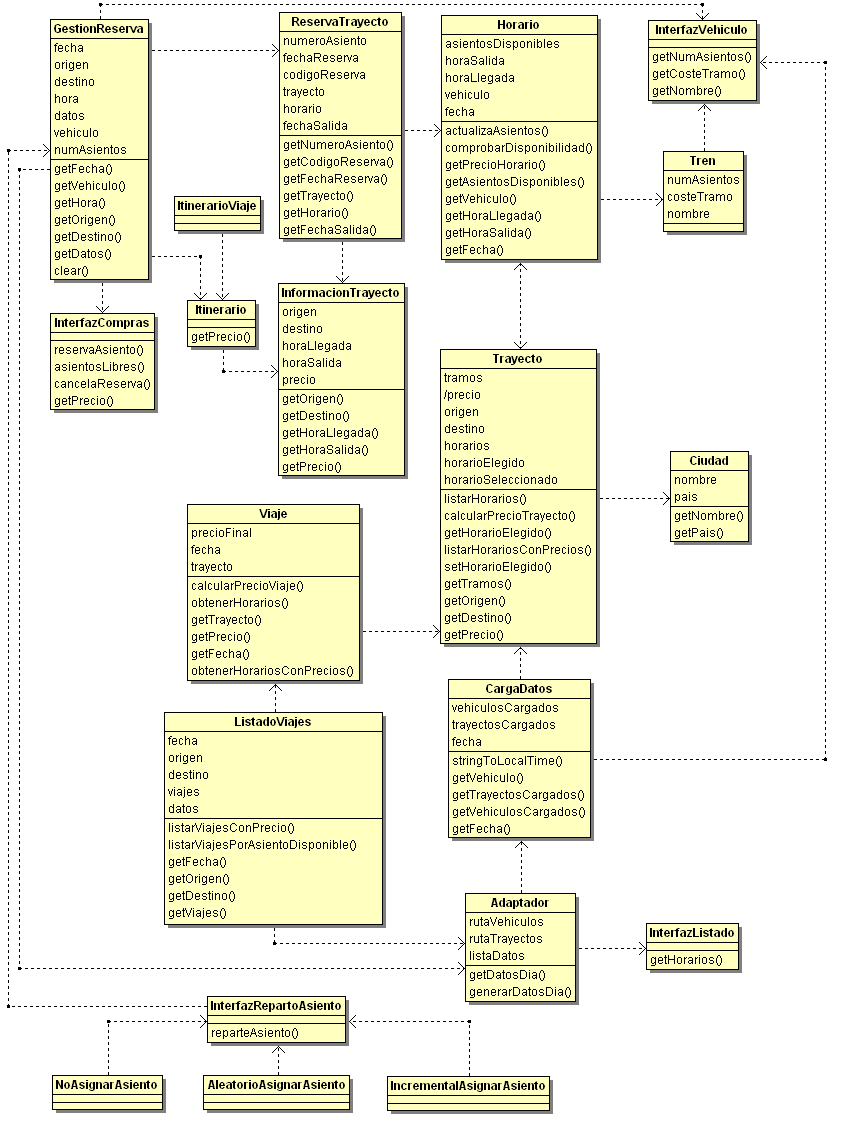 GestionReserva
fecha
origen
destino
hora
datos
vehiculo
numAsientos
getFecha()
getVehiculo()
getHora()
getOrigen()
getDestino()
getDatos()
clear()
ReservaTrayecto
numeroAsiento
fechaReserva
codigoReserva
trayecto
horario
fechaSalida
getNumeroAsiento()
getCodigoReserva()
getFechaReserva()
getTrayecto()
getHorario()
getFechaSalida()
Horario
asientosDisponibles
horaSalida
horaLlegada
vehiculo
fecha
actualizaAsientos()
comprobarDisponibilidad()
getPrecioHorario()
getAsientosDisponibles()
getVehiculo()
getHoraLlegada()
getHoraSalida()
getFecha()
InterfazVehiculo
getNumAsientos()
getCosteTramo()
getNombre()
Tren
numAsientos
costeTramo
nombre
ItinerarioViaje
Itinerario
getPrecio()
InterfazCompras
reservaAsiento()
asientosLibres()
cancelaReserva()
getPrecio()
InformacionTrayecto
origen
destino
horaLlegada
horaSalida
precio
getOrigen()
getDestino()
getHoraLlegada()
getHoraSalida()
getPrecio()
Trayecto
tramos
/precio
origen
destino
horarios
horarioElegido
horarioSeleccionado
listarHorarios()
calcularPrecioTrayecto()
getHorarioElegido()
listarHorariosConPrecios()
setHorarioElegido()
getTramos()
getOrigen()
getDestino()
getPrecio()
Ciudad
nombre
pais
getNombre()
getPais()
Viaje
precioFinal
fecha
trayecto
calcularPrecioViaje()
obtenerHorarios()
getTrayecto()
getPrecio()
getFecha()
obtenerHorariosConPrecios()
CargaDatos
vehiculosCargados
trayectosCargados
fecha
stringToLocalTime()
getVehiculo()
getTrayectosCargados()
getVehiculosCargados()
getFecha()
ListadoViajes
fecha
origen
destino
viajes
datos
listarViajesConPrecio()
listarViajesPorAsientoDisponible()
getFecha()
getOrigen()
getDestino()
getViajes()
Adaptador
rutaVehiculos
rutaTrayectos
listaDatos
getDatosDia()
generarDatosDia()
InterfazListado
getHorarios()
InterfazRepartoAsiento
reparteAsiento()
NoAsignarAsiento
AleatorioAsignarAsiento
IncrementalAsignarAsiento